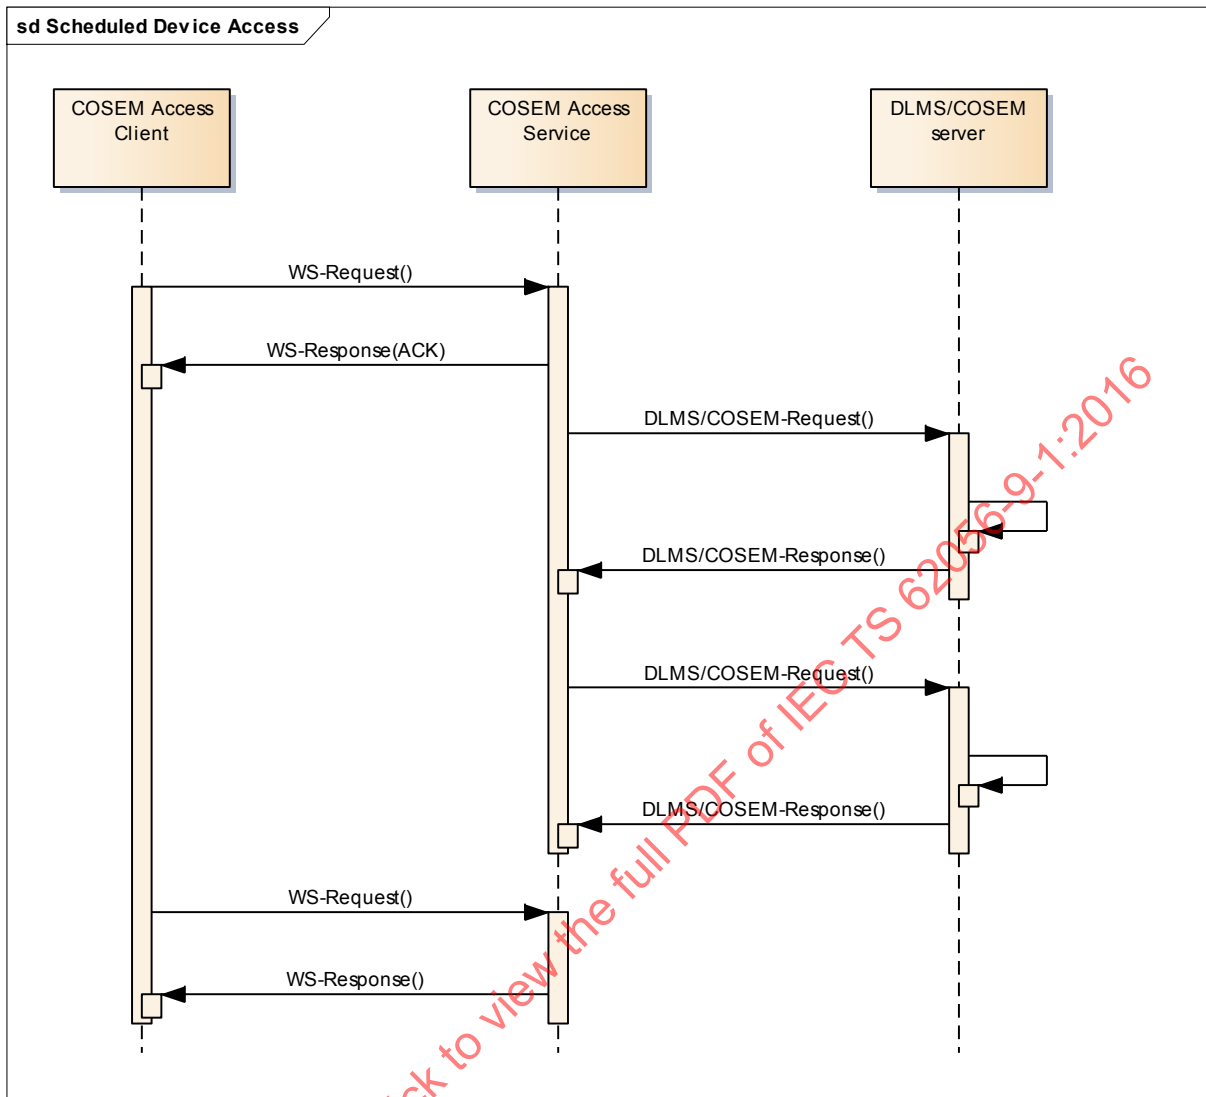 sd Scheduled Device Access
COSEM Access
Client
COSEM Access
Service
DLMS/COSEM
server
WS-Request()
WS-Response(ACK)
DLMS/COSEM-Request()
DLMS/COSEM-Response()
DLMS/COSEM-Request()
DLMS/COSEM-Response()
WS-Request()
WS-Response()
to view the full PDF of IEC TS 62056-9-1:2016